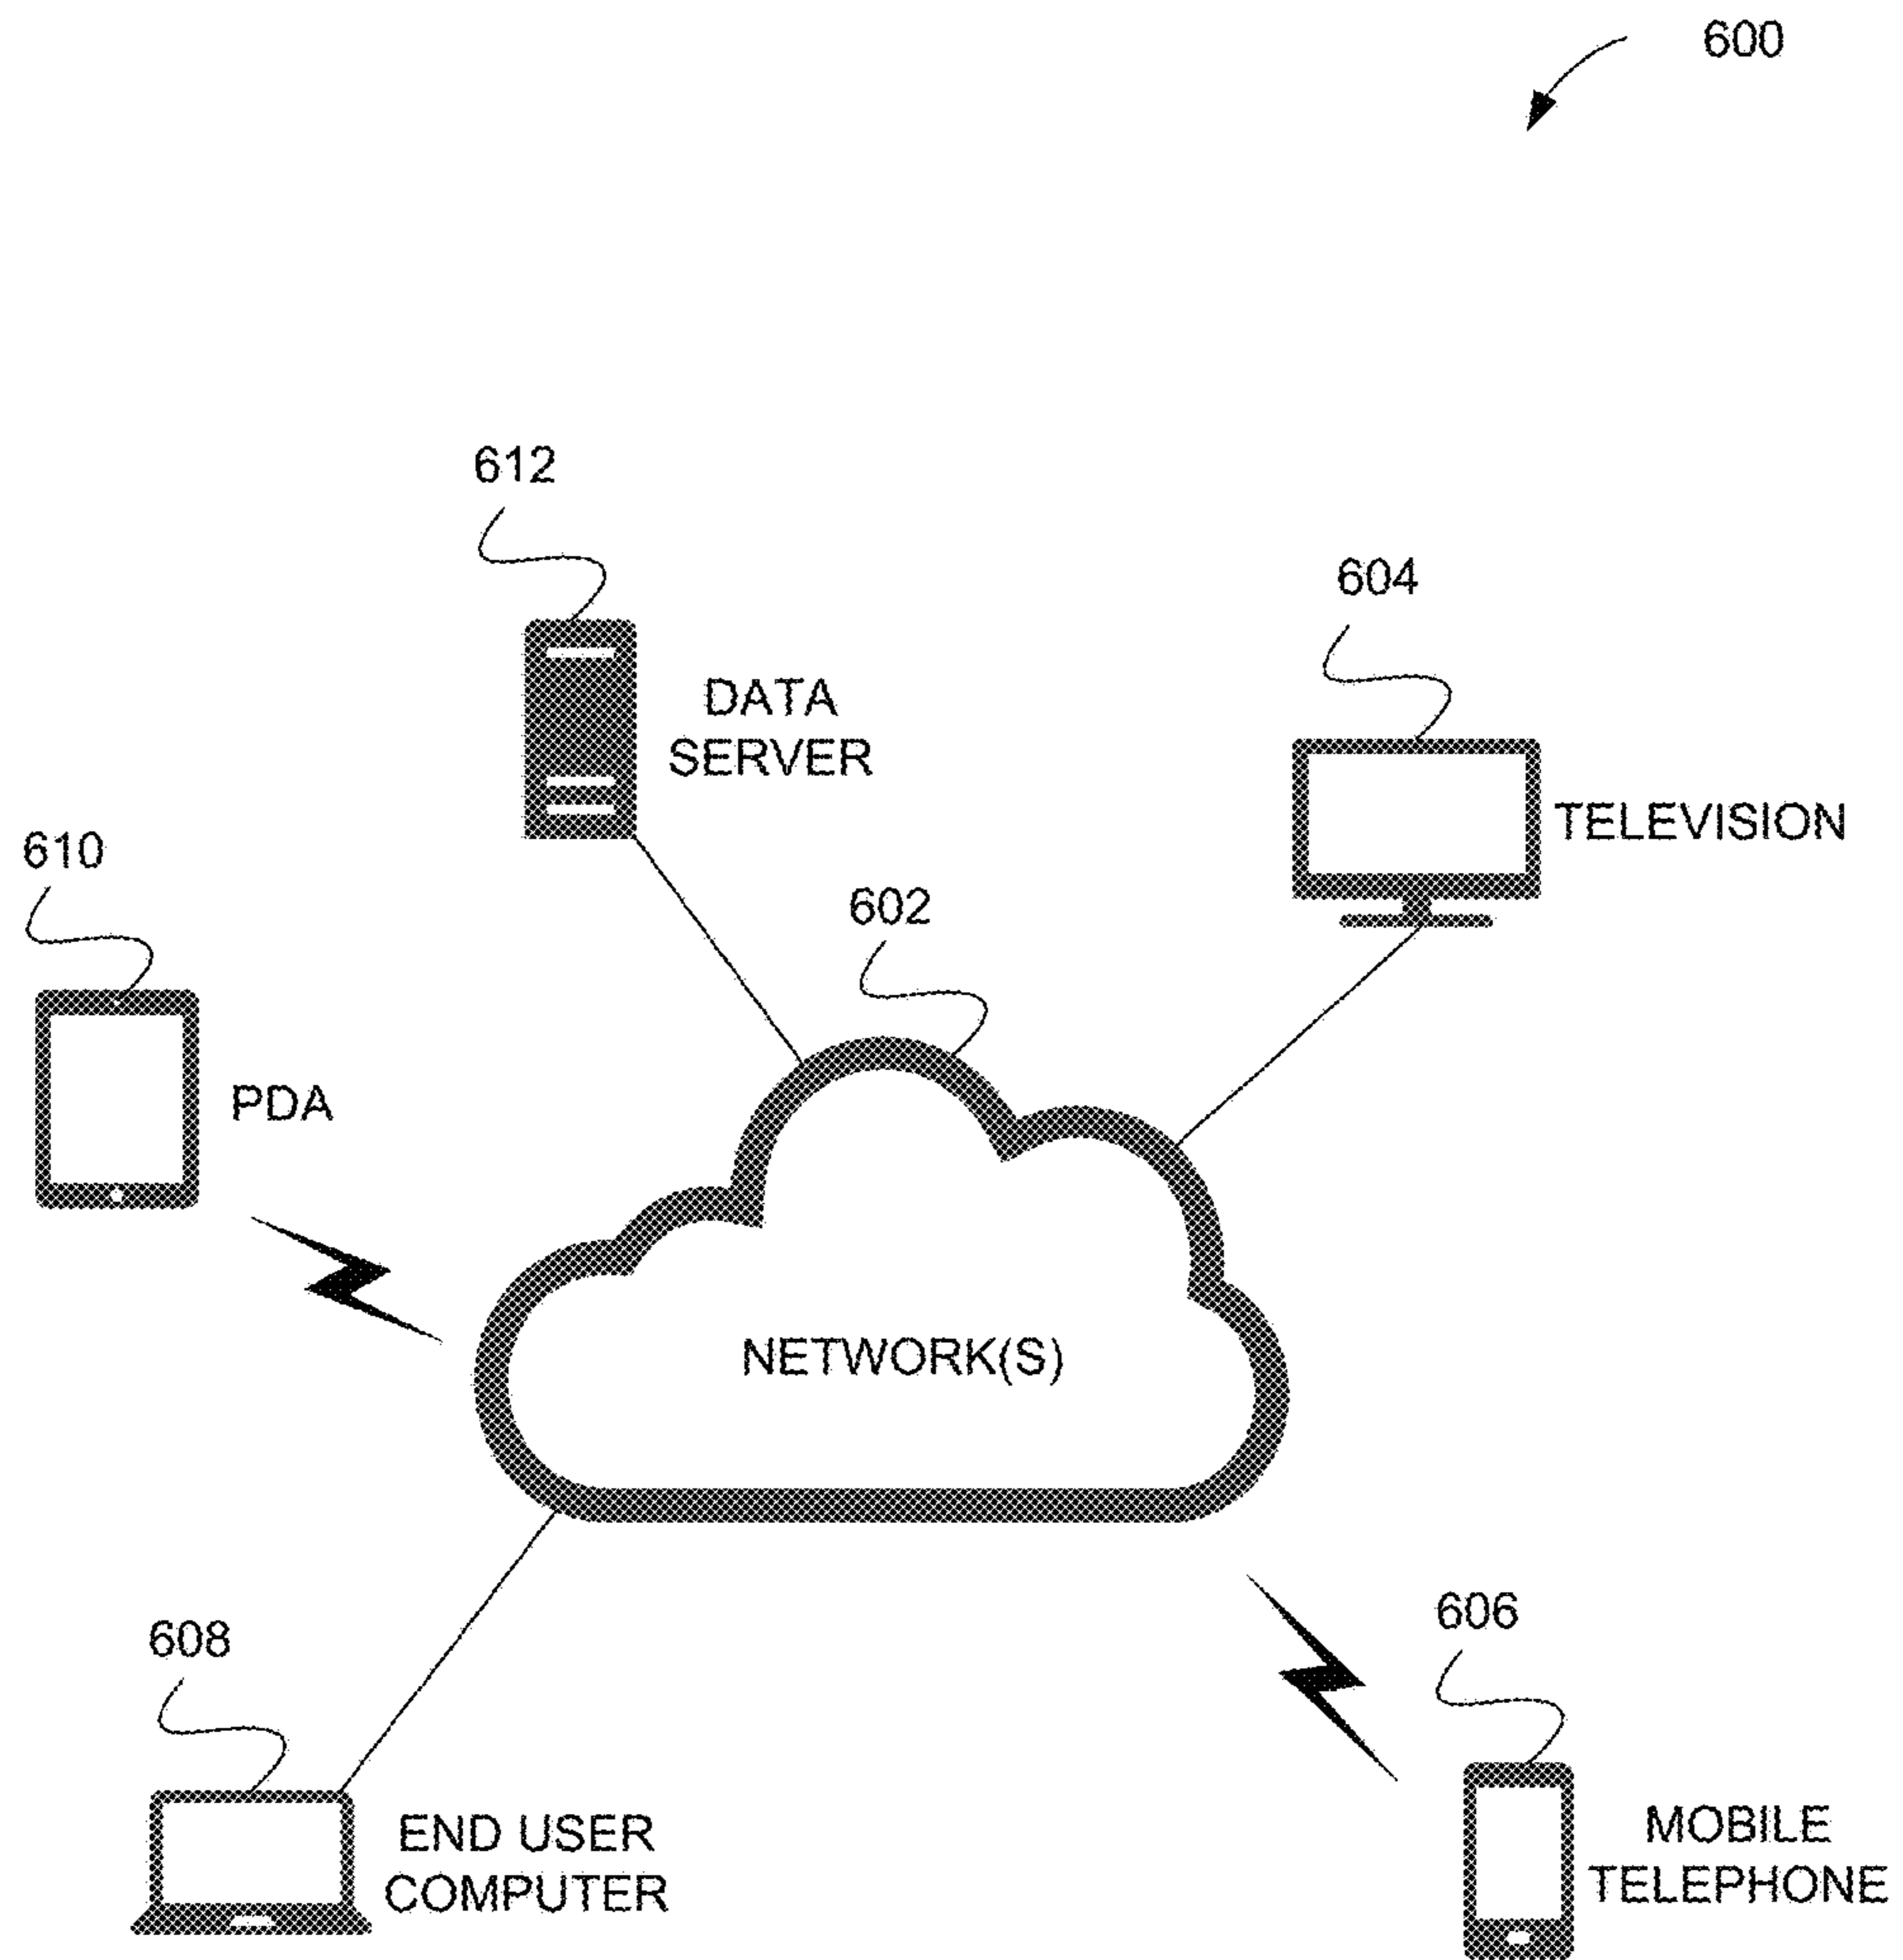 600
612
604
DATA
SERVER
TELEVISION
610
602
PDA
NETWORK(S)
606
608
MOBILE
TELEPHONE
END USER
COMPUTER